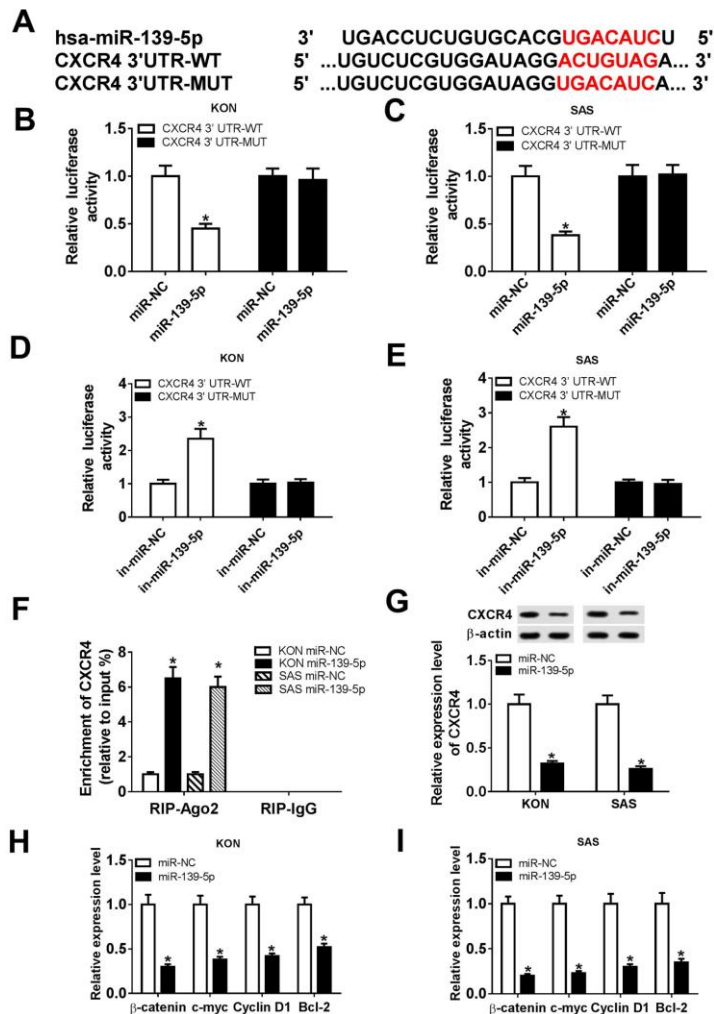 A
hsa-miR-139-5p 3' UGACCUCUGUGCACGUGACAUCU 5'
CXCR4 3'UTR-WT 5' ...UGUCUCGUGGAUAGGACUGUAGA... 3'
CXCR4 3'UTR-MUT 5' ...UGUCUCGUGGAUAGGUGACAUCA... 3'
B
KON
CXCR4 3' UTR-WT
CXCR4 3' UTR-MUT
Relative luciferase activity
1.5
1.0
0.5
0.0
*
miR-NC
miR-139-5p
miR-NC
miR-139-5p
C
SAS
CXCR4 3' UTR-WT
CXCR4 3' UTR-MUT
Relative luciferase activity
1.5
1.0
0.5
0.0
*
miR-NC
miR-139-5p
miR-NC
miR-139-5p
D
KON
CXCR4 3' UTR-WT
CXCR4 3' UTR-MUT
Relative luciferase activity
4
3
2
1
0
*
in-miR-NC
in-miR-139-5p
in-miR-NC
in-miR-139-5p
E
SAS
CXCR4 3' UTR-WT
CXCR4 3' UTR-MUT
Relative luciferase activity
4
3
2
1
0
*
in-miR-NC
in-miR-139-5p
in-miR-NC
in-miR-139-5p
F
KON miR-NC
KON miR-139-5p
SAS miR-NC
SAS miR-139-5p
Enrichment of CXCR4 (relative to input %)
8
6
4
2
0
*
*
RIP-Ago2 RIP-IgG
G
CXCR4
β-actin
miR-NC
miR-139-5p
Relative expression level of CXCR4
1.5
1.0
0.5
0.0
*
*
KON SAS
H
KON
miR-NC
miR-139-5p
Relative expression level
1.5
1.0
0.5
0.0
* * * *
β-catenin c-myc Cyclin D1 Bcl-2
I
SAS
miR-NC
miR-139-5p
Relative expression level
1.5
1.0
0.5
0.0
* * * *
β-catenin c-myc Cyclin D1 Bcl-2